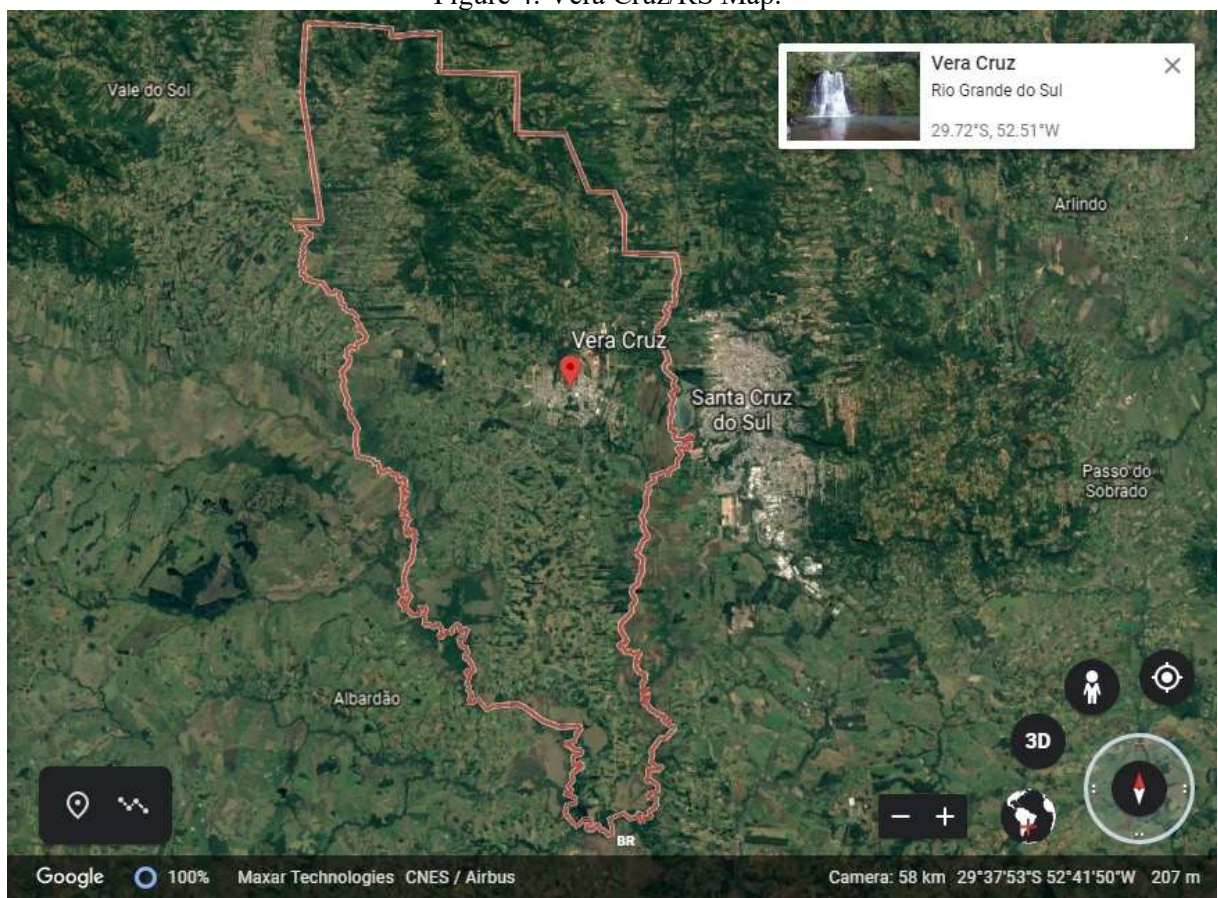 Figure 4: Vera Cruz/RS Map.
Vale do Sol
Vera Cruz
Rio Grande do Sul
29.72°S, 52.51°W
Arlindo
Vera Cruz
Santa Cruz
do Sul
Passo do
Sobrado
Albardão
3D
BR
Google
100%
Maxar Technologies CNES / Airbus
Camera: 58 km 29°37'53"S 52°41'50"W 207 m